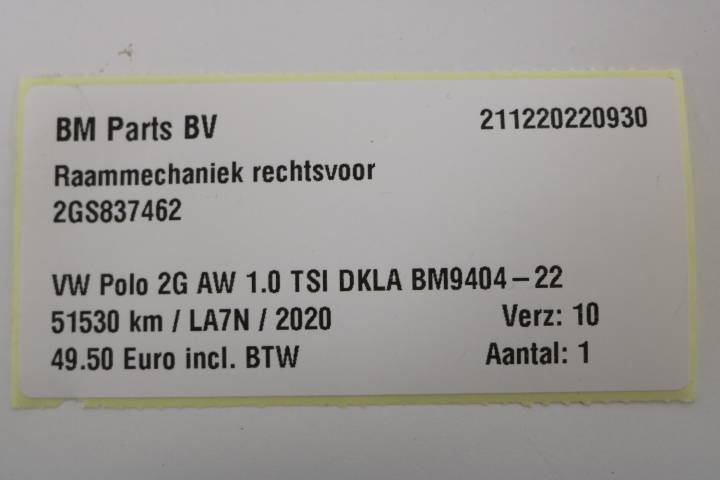 BM Parts BV 211220220930
Raammechaniek rechtsvoor
2GS837462
VW Polo 2G AW 1.0 TSI DKLA BM9404-22
51530 km / LA7N / 2020 Verz: 10
49.50 Euro incl. BTW Aantal: 1